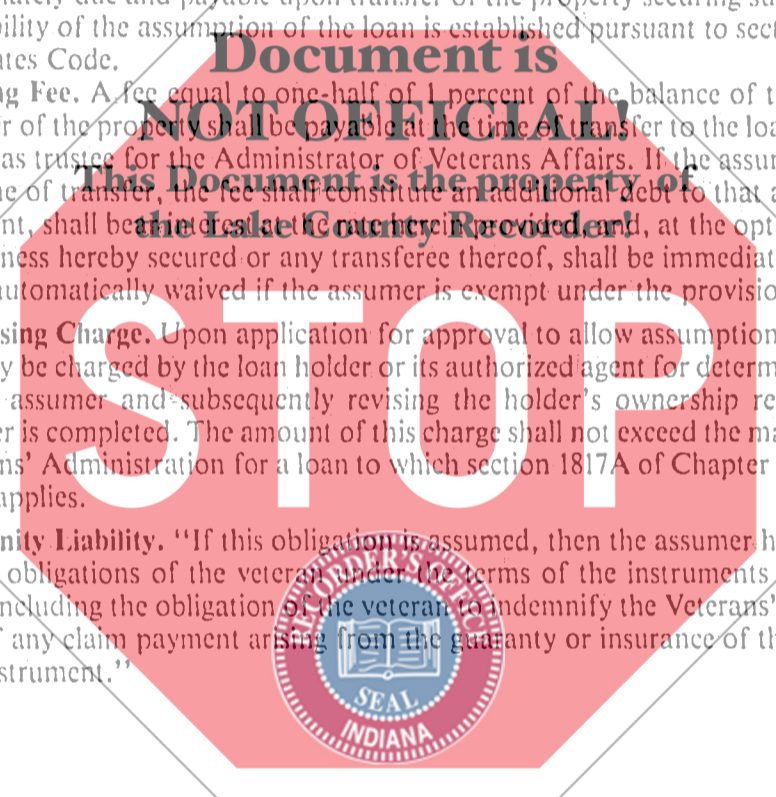 ately due and payable upon transfer of the property securing su
bility of the assumption of the loan is established pursuant to sect
ates Code.
Document is
ng Fee. A fee equal to one-half of 1 percent of the balance of t
NOT OFFICIAL!
er of the property shall be payable at the time of transfer to the loa
as trustee for the Administrator of Veterans Affairs. If the assum
This Document is the property of
ne of transfer, the fee shall constitute an additional debt to that a
the Lake County Recorder!
nt, shall bear interest at the rate herein provided, and, at the opt
ness hereby secured or any transferee thereof, shall be immediat
automatically waived if the assumer is exempt under the provisio
STOP
sing Charge. Upon application for approval to allow assumption
y be charged by the loan holder or its authorized agent for determ
assumer and subsequently revising the holder's ownership re
er is completed. The amount of this charge shall not exceed the ma
ns' Administration for a loan to which section 1817A of Chapter
applies.
nity Liability. "If this obligation is assumed, then the assumer h
obligations of the veteran under the terms of the instruments
ncluding the obligation of the veteran to indemnify the Veterans'
any claim payment arising from the guaranty or insurance of th
strument."
RECORDER'S OFFICE
SEAL
INDIANA